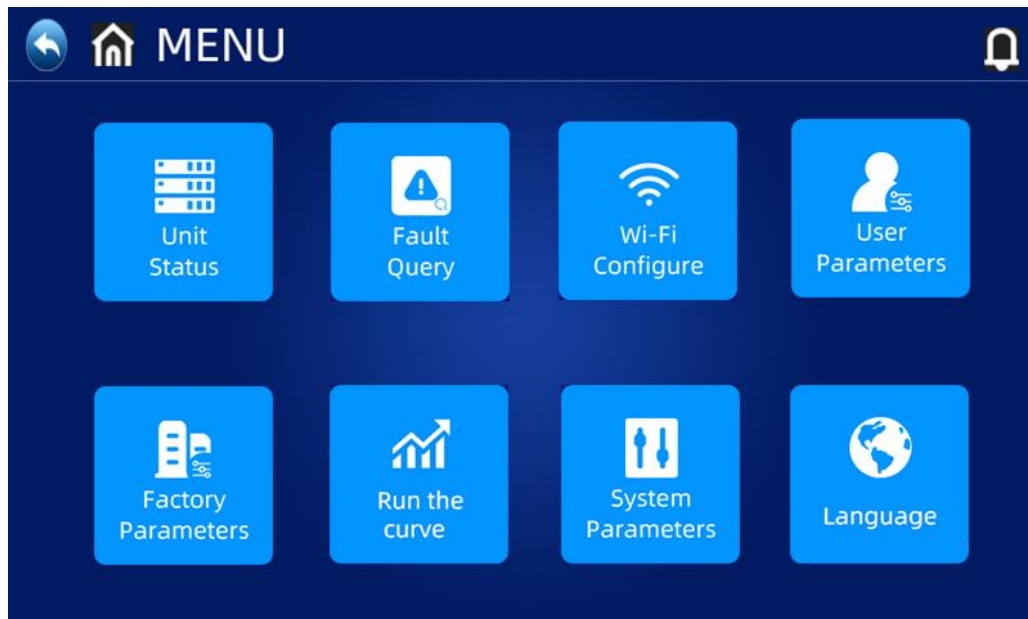 MENU
Unit
Status
Fault
Query
Wi-Fi
Configure
User
Parameters
Factory
Parameters
Run the
curve
System
Parameters
Language